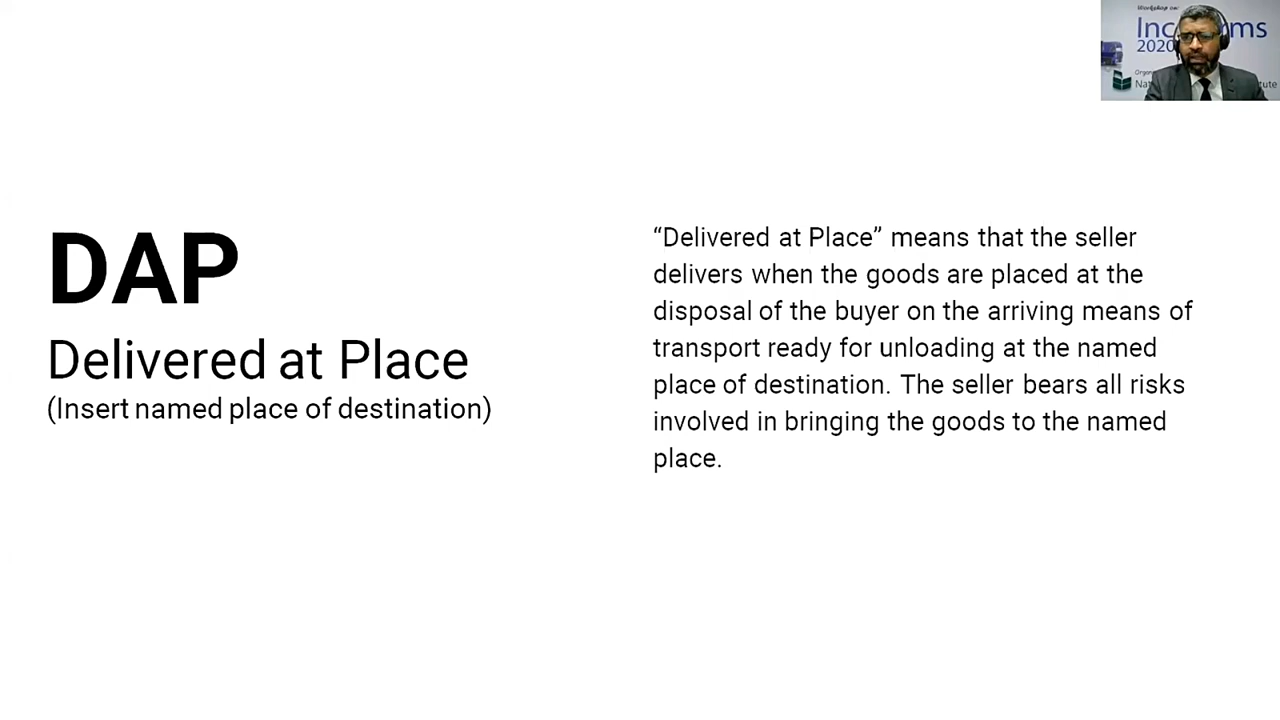 Workshop on:
2020
DAP
Delivered at Place
(Insert named place of destination)
“Delivered at Place” means that the seller
delivers when the goods are placed at the
disposal of the buyer on the arriving means of
transport ready for unloading at the named
place of destination. The seller bears all risks
involved in bringing the goods to the named
place.